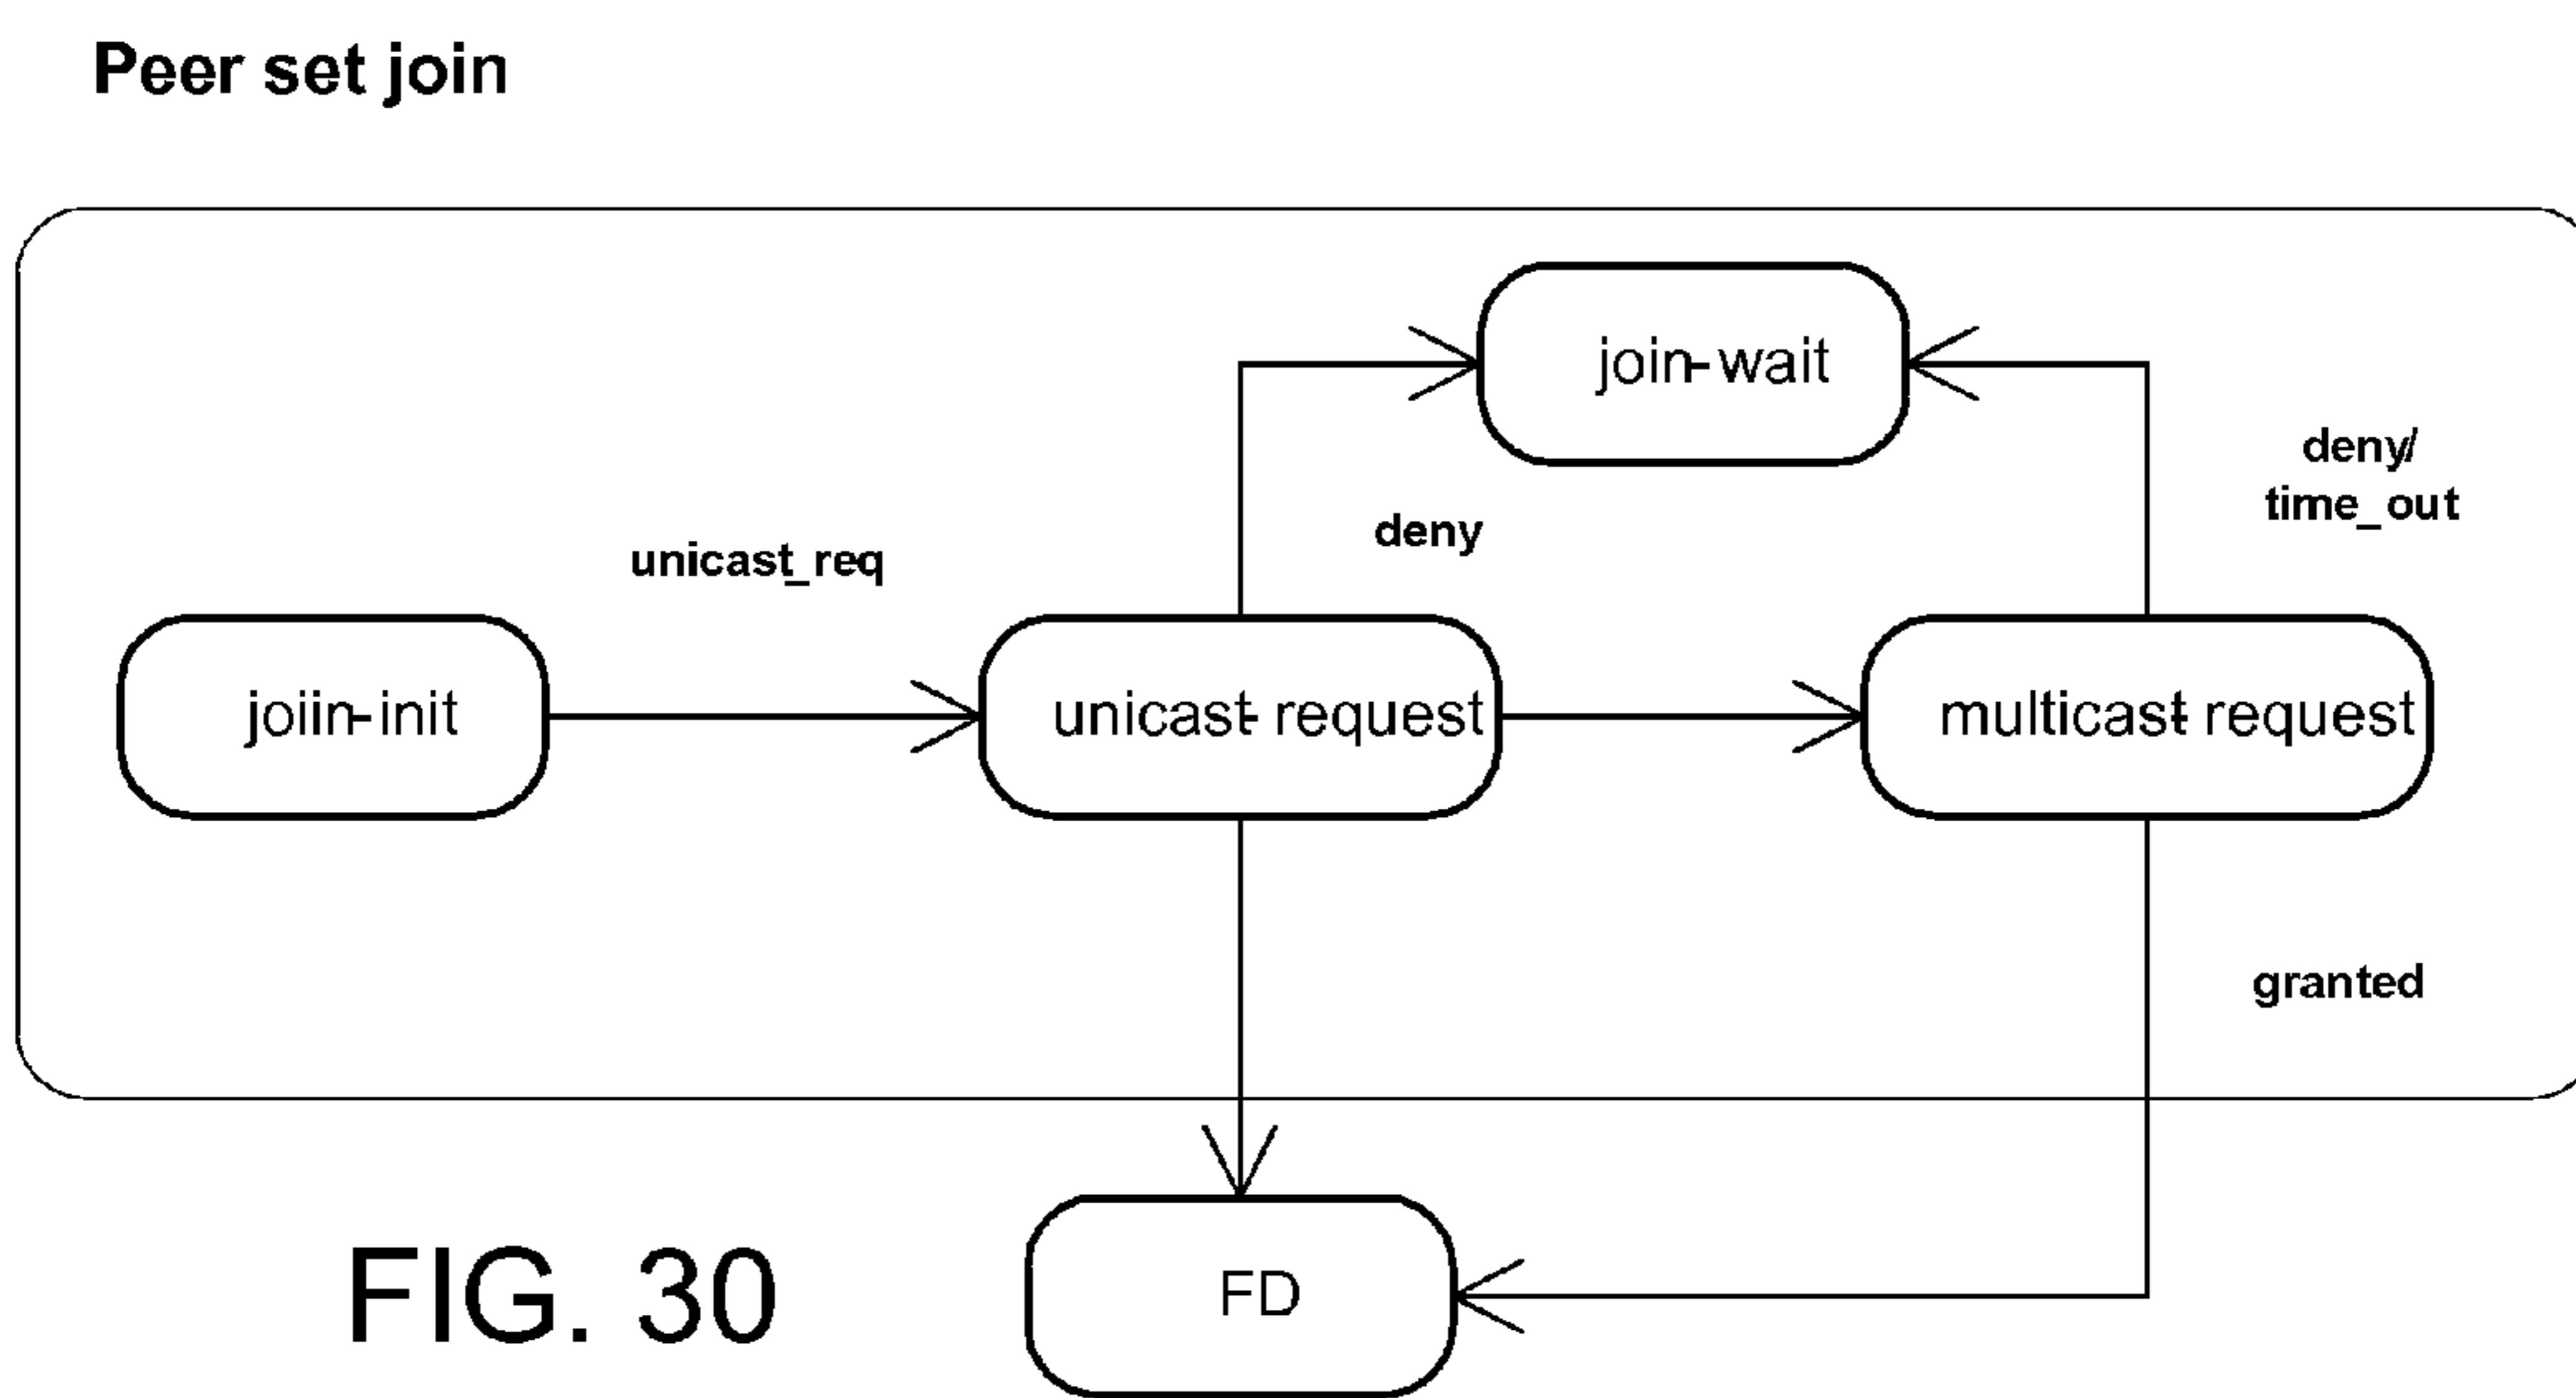 Peer set join
join-wait
deny/
time_out
deny
unicast_req
joiin-init
unicast-request
multicast-request
granted
FD
FIG. 30